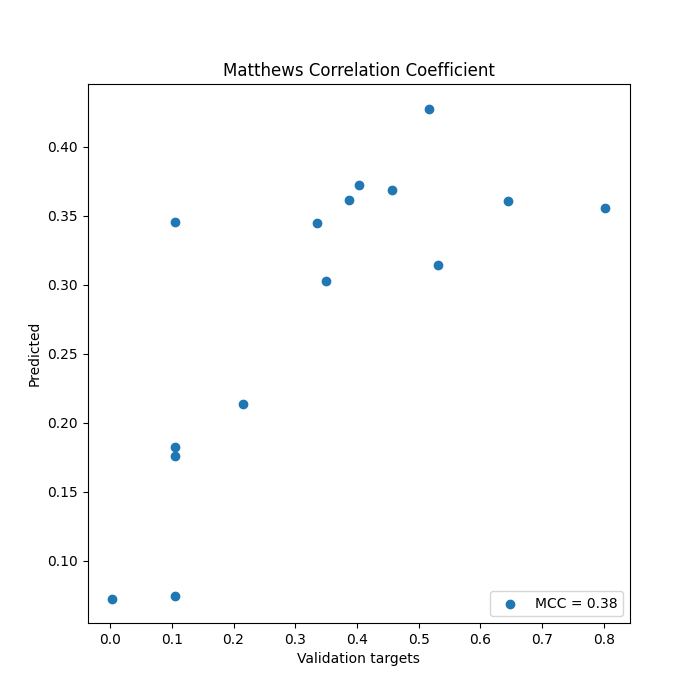 Matthews Correlation Coefficient
Predicted
0.40
0.35
0.30
0.25
0.20
0.15
0.10
MCC = 0.38
0.0 0.1 0.2 0.3 0.4 0.5 0.6 0.7 0.8
Validation targets